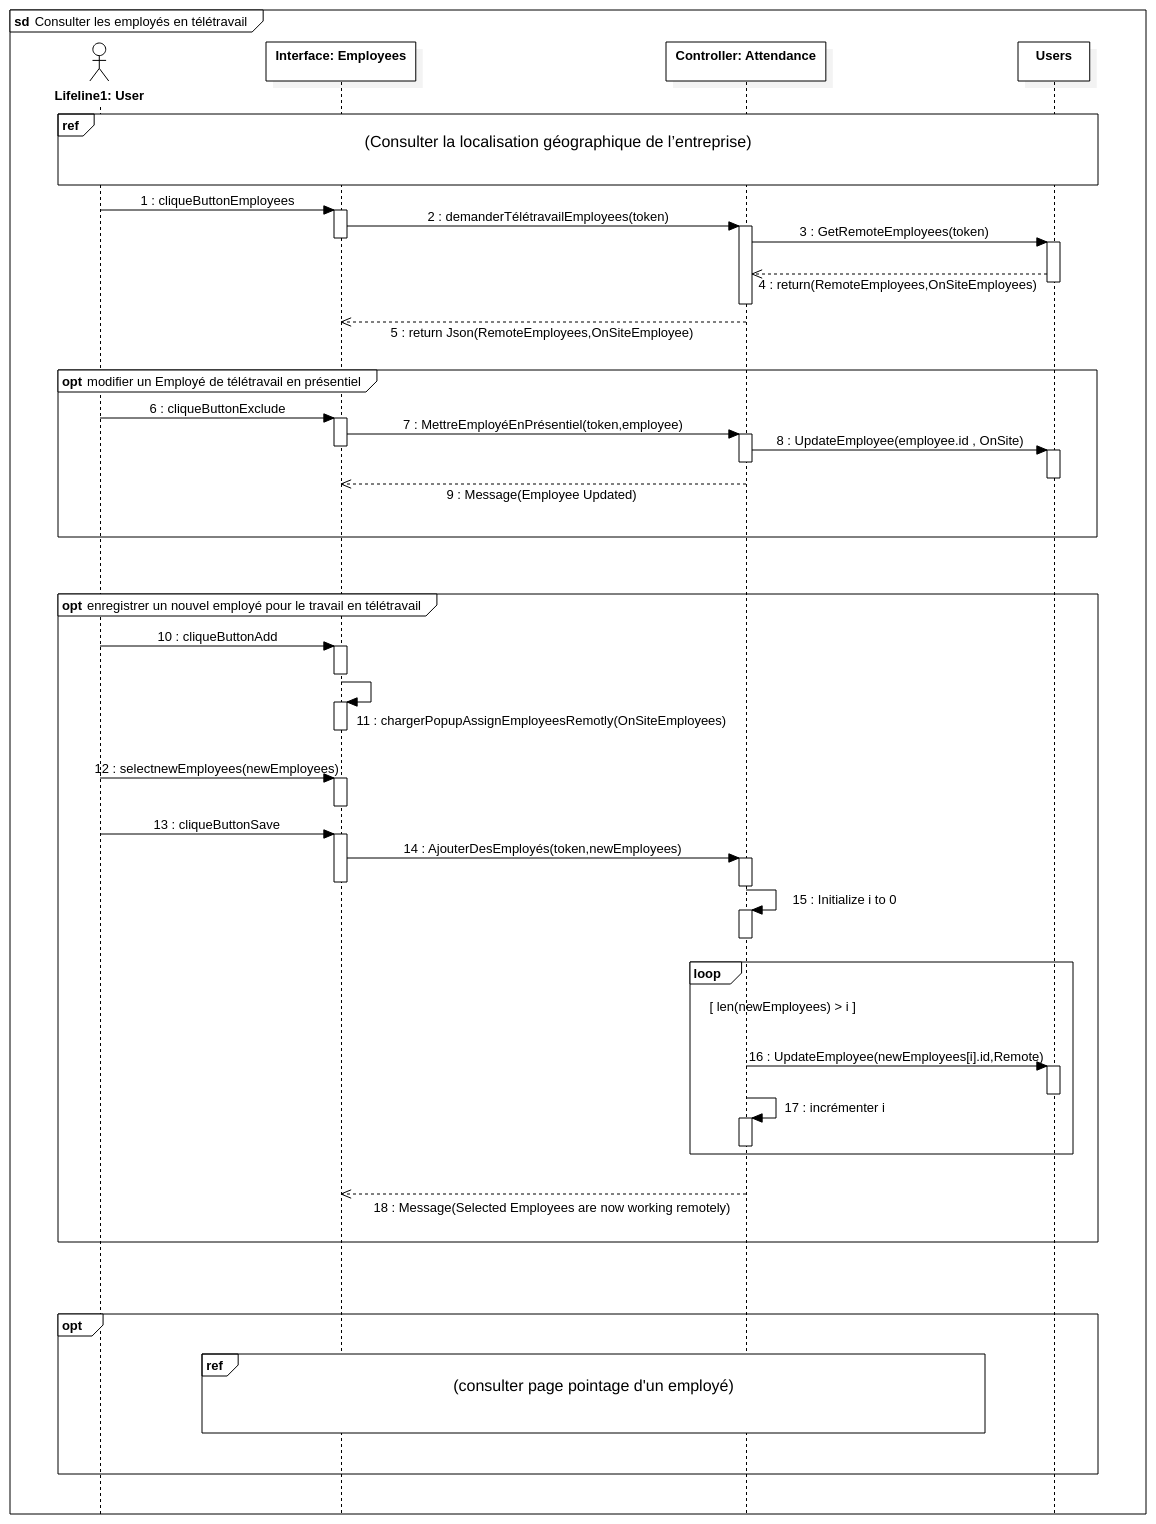 sd Consulter les employés en télétravail
Interface: Employees
Controller: Attendance
Users
Lifeline1: User
ref
(Consulter la localisation géographique de l'entreprise)
1 : cliqueButtonEmployees
2 : demanderTélétravailEmployees(token)
3 : GetRemoteEmployees(token)
4 : return(RemoteEmployees,OnSiteEmployees)
5 : return Json(RemoteEmployees,OnSiteEmployee)
opt modifier un Employé de télétravail en présentiel
6 : cliqueButtonExclude
7 : MettreEmployéEnPrésentiel(token,employee)
8 : UpdateEmployee(employee.id , OnSite)
9 : Message(Employee Updated)
opt enregistrer un nouvel employé pour le travail en télétravail
10 : cliqueButtonAdd
11 : chargerPopupAssignEmployeesRemotly(OnSiteEmployees)
12 : selectnewEmployees(newEmployees)
13 : cliqueButtonSave
14 : AjouterDesEmployés(token,newEmployees)
15 : Initialize i to 0
loop
[ len(newEmployees) > i ]
16 : UpdateEmployee(newEmployees[i].id,Remote)
17 : incrémenter i
18 : Message(Selected Employees are now working remotely)
opt
ref
(consulter page pointage d'un employé)